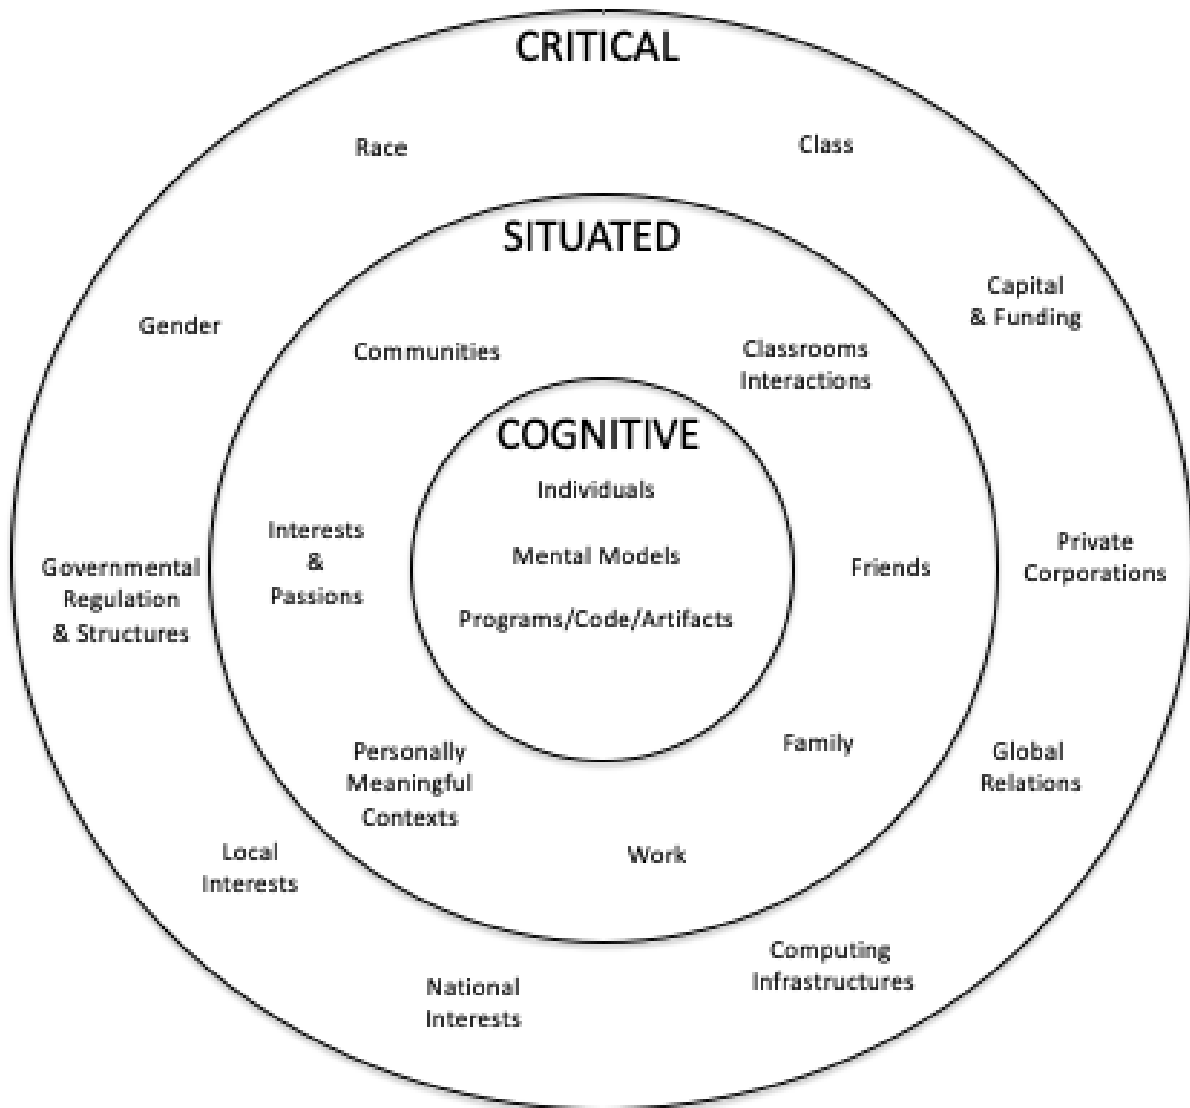 CRITICAL
Race
Class
Gender
Capital
& Funding
Governmental
Regulation
& Structures
Private
Corporations
Global
Relations
Local
Interests
National
Interests
Computing
Infrastructures
SITUATED
Communities
Classrooms
Interactions
Interests
&
Passions
Friends
Personally
Meaningful
Contexts
Family
Work
COGNITIVE
Individuals
Mental Models
Programs/Code/Artifacts